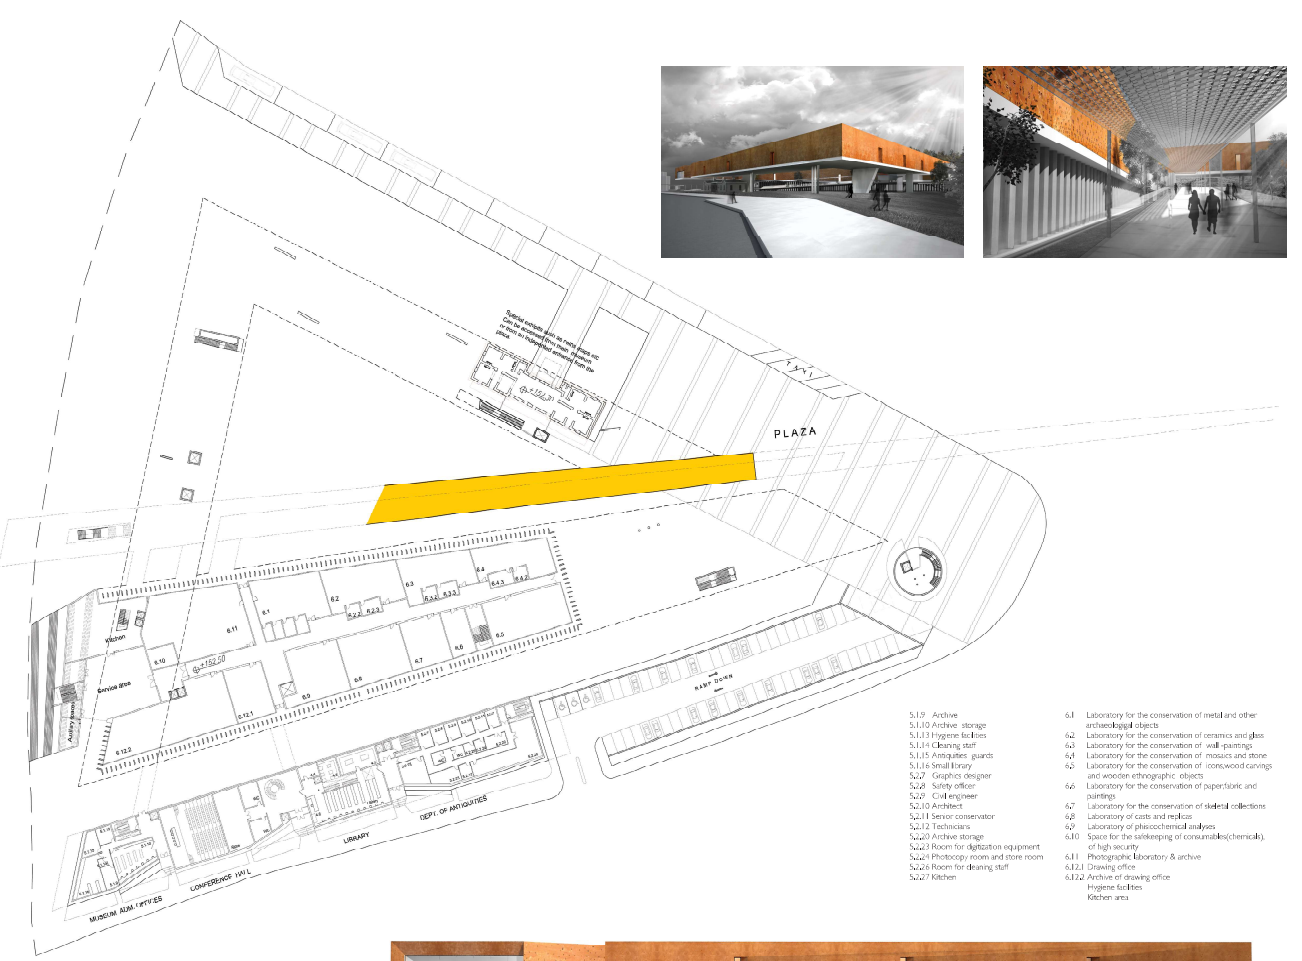 Special exhibits such as relief maps etc
Can be accessed from main museum
or from an independed entrance from the
plaza.
TAXI
PLAZA
6.4
6.3
6.4.3
6.4.2
6.2
6.3.2
6.3.3
6.1
6.2.2
6.2.3
6.11
6.5
6.6
6.7
6.8
6.9
Kitchen
6.10
+152,50
Service area
6.12.1
6.12.2
RAMP DOWN
DEPT. OF ANTIQUITIES
LIBRARY
CONFERENCE HALL
MUSEUM ADM. OFFICES
5.1.9 Archive
5.1.10 Archive storage
5.1.13 Hygiene facilities
5.1.14 Cleaning staff
5.1.15 Antiquities guards
5.1.16 Small library
5.2.7 Graphics designer
5.2.8 Safety officer
5.2.9 Civil engineer
5.2.10 Architect
5.2.11 Senior conservator
5.2.12 Technicians
5.2.20 Archive storage
5.2.23 Room for digitization equipment
5.2.24 Photocopy room and store room
5.2.26 Room for cleaning staff
5.2.27 Kitchen
6.1 Laboratory for the conservation of metal and other
archaeologigal objects
6.2 Laboratory for the conservation of ceramics and glass
6.3 Laboratory for the conservation of wall -paintings
6.4 Laboratory for the conservation of mosaics and stone
6.5 Laboratory for the conservation of icons,wood carvings
and wooden ethnographic objects
6.6 Laboratory for the conservation of paper,fabric and
paintings
6.7 Laboratory for the conservation of skeletal collections
6.8 Laboratory of casts and replicas
6.9 Laboratory of phiscochemical analyses
6.10 Space for the safekeeping of consumables(chemicals),
of high security
6.11 Photographic laboratory & archive
6.12.1 Drawing office
6.12.2 Archive of drawing office
Hygiene facilities
Kitchen area